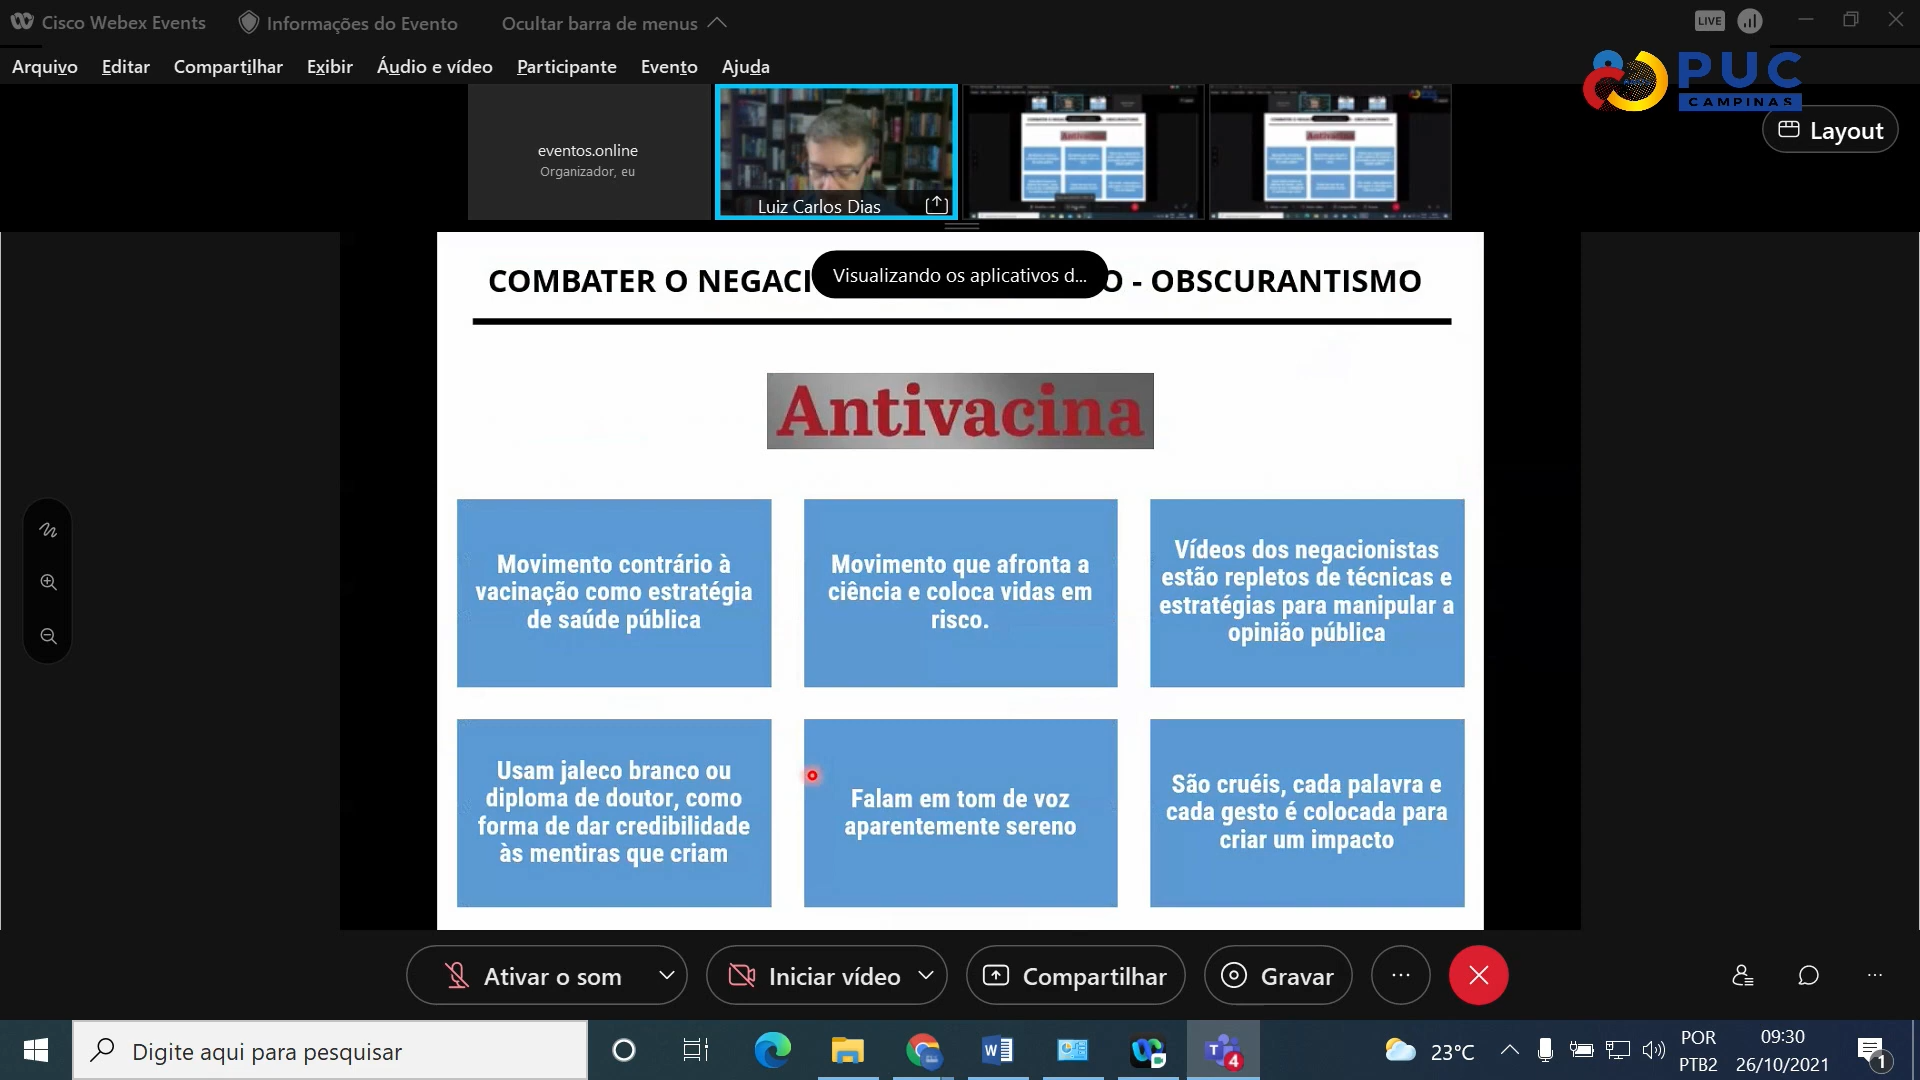 Cisco Webex Events
Informações do Evento
Ocultar barra de menus
LIVE
Arquivo Editar Compartilhar Exibir Áudio e vídeo Participante Evento Ajuda
PUC
CAMPINAS
Layout
eventos.online
Organizador, eu
Luiz Carlos Dias
COMBATER O NEGACI
Visualizando os aplicativos d...
O - OBSCURANTISMO
Antivacina
Movimento contrário à
vacinação como estratégia
de saúde pública
Movimento que afronta a
ciência e coloca vidas em
risco.
Vídeos dos negacionistas
estão repletos de técnicas e
estratégias para manipular a
opinião pública
Usam jaleco branco ou
diploma de doutor, como
forma de dar credibilidade
às mentiras que criam
Falam em tom de voz
aparentemente sereno
São cruéis, cada palavra e
cada gesto é colocada para
criar um impacto
Ativar o som
Iniciar vídeo
Compartilhar
Gravar
Digite aqui para pesquisar
4
23°C
POR
PTB2
09:30
26/10/2021
1